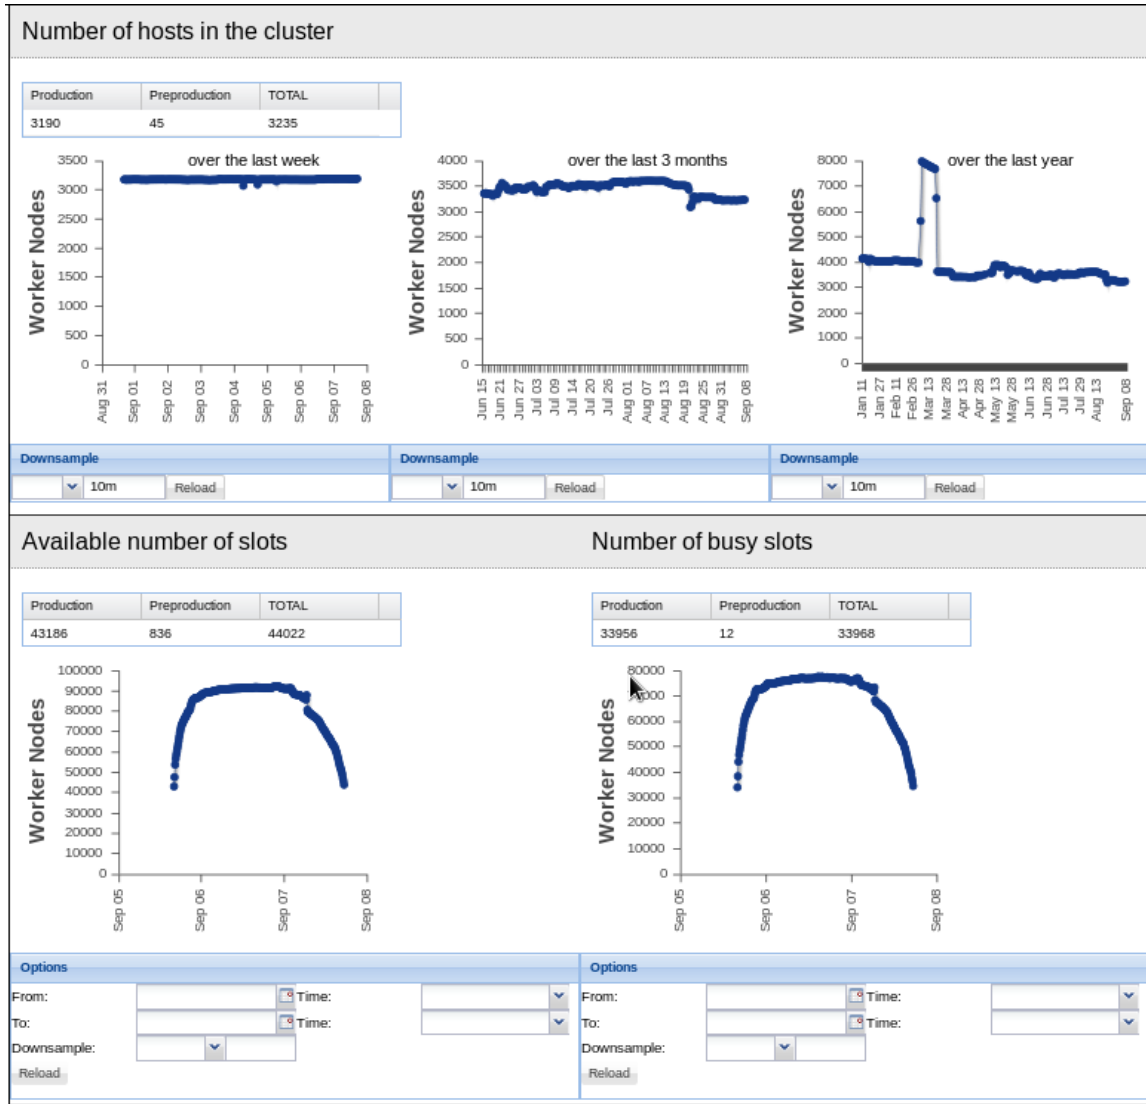 Number of hosts in the cluster
Production Preproduction TOTAL
3190 45 3235
over the last week
Worker Nodes
3500
3000
2500
2000
1500
1000
500
0
Aug 31 Sep 01 Sep 02 Sep 03 Sep 04 Sep 05 Sep 06 Sep 07 Sep 08
over the last 3 months
Worker Nodes
4000
3500
3000
2500
2000
1500
1000
500
0
Jun 15 Jun 21 Jun 27 Jul 03 Jul 09 Jul 14 Jul 20 Jul 26 Aug 01 Aug 07 Aug 13 Aug 19 Aug 25 Aug 31 Sep 08
over the last year
Worker Nodes
8000
7000
6000
5000
4000
3000
2000
1000
0
Jan 11 Jan 27 Feb 11 Feb 26 Mar 13 Mar 28 Apr 13 Apr 28 May 13 May 28 Jun 13 Jun 28 Jul 13 Jul 29 Aug 13 Sep 08
Downsample Downsample Downsample
10m Reload 10m Reload 10m Reload
Available number of slots
Production Preproduction TOTAL
43186 836 44022
Worker Nodes
100000
90000
80000
70000
60000
50000
40000
30000
20000
10000
0
Sep 05 Sep 06 Sep 07 Sep 08
Number of busy slots
Production Preproduction TOTAL
33956 12 33968
Worker Nodes
80000
60000
50000
40000
30000
20000
10000
0
Sep 05 Sep 06 Sep 07 Sep 08
Options
From: Time:
To: Time:
Downsample:
Reload
Options
From: Time:
To: Time:
Downsample:
Reload